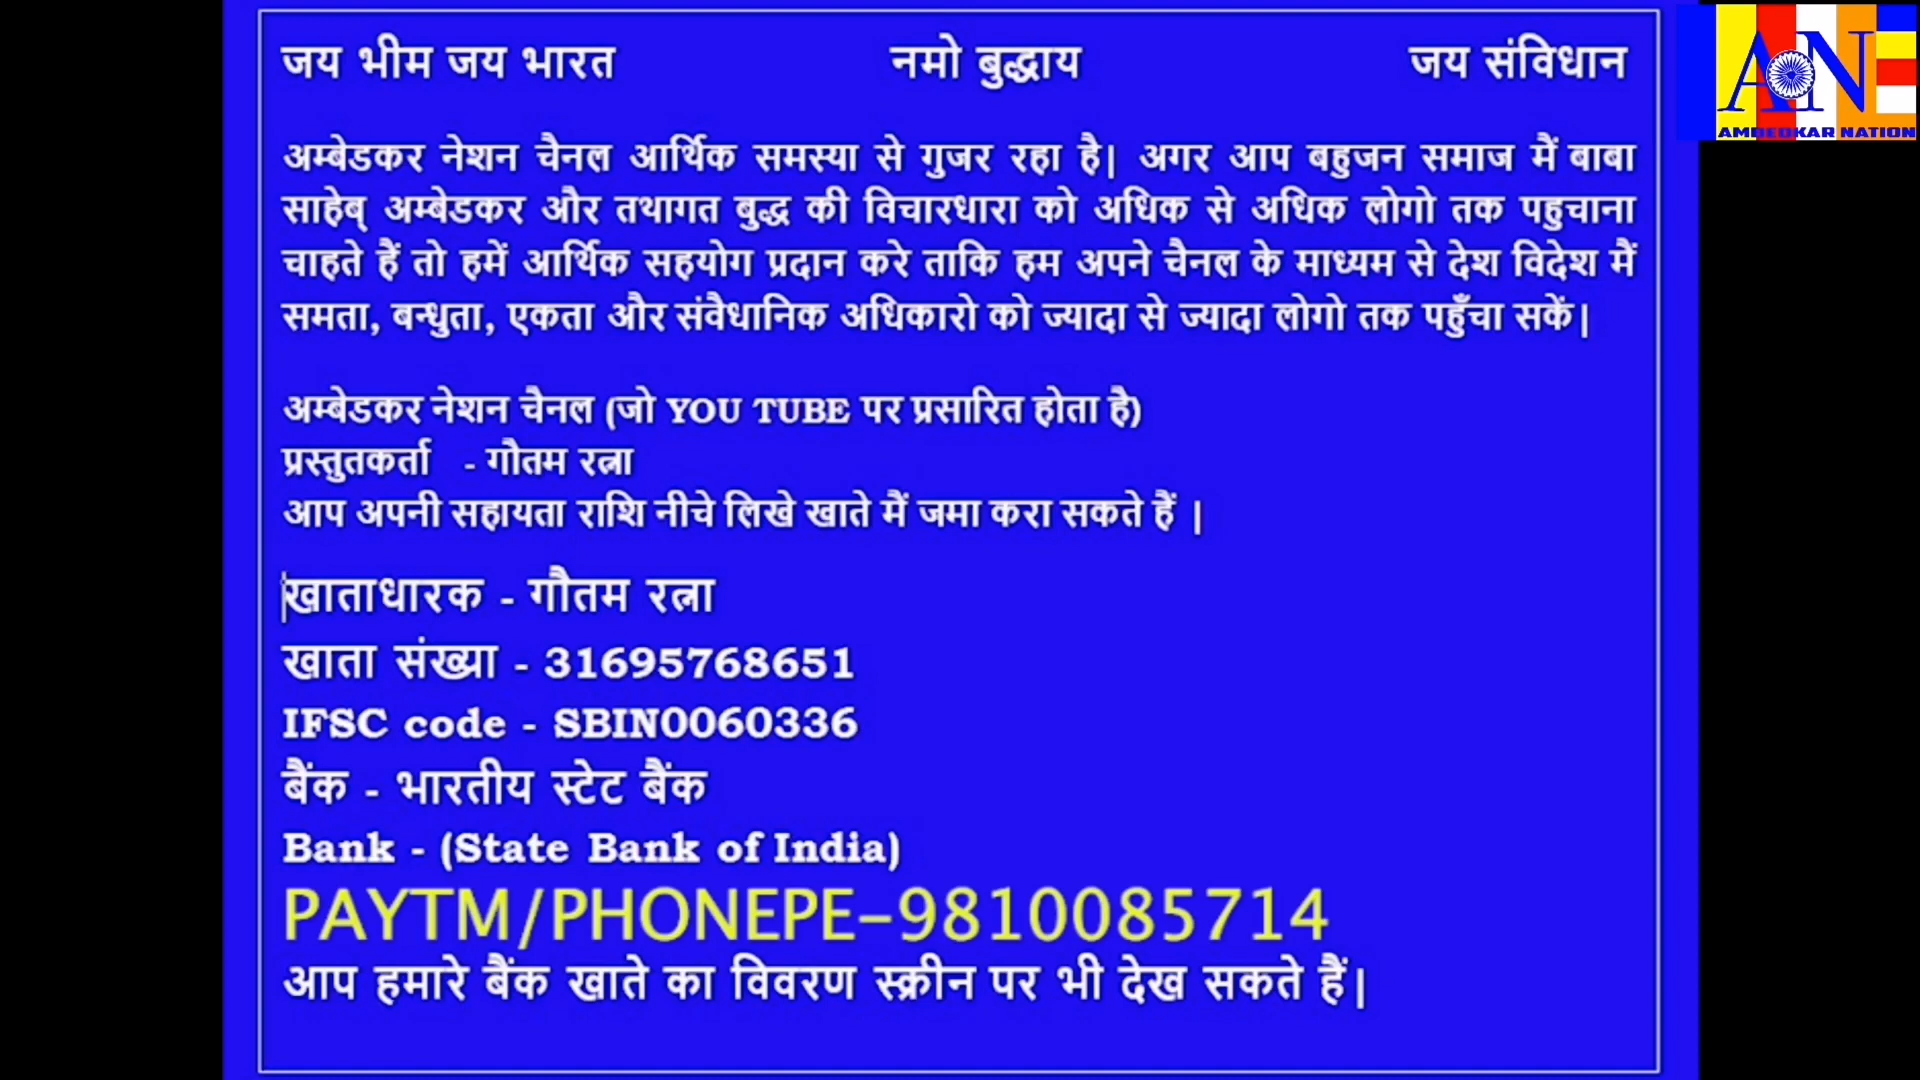 जय भीम जय भारत नमो बुद्धाय जय संविधान
AN
AMBEDKAR NATION
अम्बेडकर नेशन चैनल आर्थिक समस्या से गुजर रहा है| अगर आप बहुजन समाज मैं बाबा
साहेब् अम्बेडकर और तथागत बुद्ध की विचारधारा को अधिक से अधिक लोगो तक पहुचाना
चाहते हैं तो हमें आर्थिक सहयोग प्रदान करे ताकि हम अपने चैनल के माध्यम से देश विदेश मैं
समता, बन्धुता, एकता और संवैधानिक अधिकारो को ज्यादा से ज्यादा लोगो तक पहुँचा सकें|
अम्बेडकर नेशन चैनल (जो YOU TUBE पर प्रसारित होता है)
प्रस्तुतकर्ता - गौतम रत्ना
आप अपनी सहायता राशि नीचे लिखे खाते मैं जमा करा सकते हैं |
खाताधारक - गौतम रत्ना
खाता संख्या - 31695768651
IFSC code - SBIN0060336
बैंक - भारतीय स्टेट बैंक
Bank - (State Bank of India)
PAYTM/PHONEPE–9810085714
आप हमारे बैंक खाते का विवरण स्क्रीन पर भी देख सकते हैं|